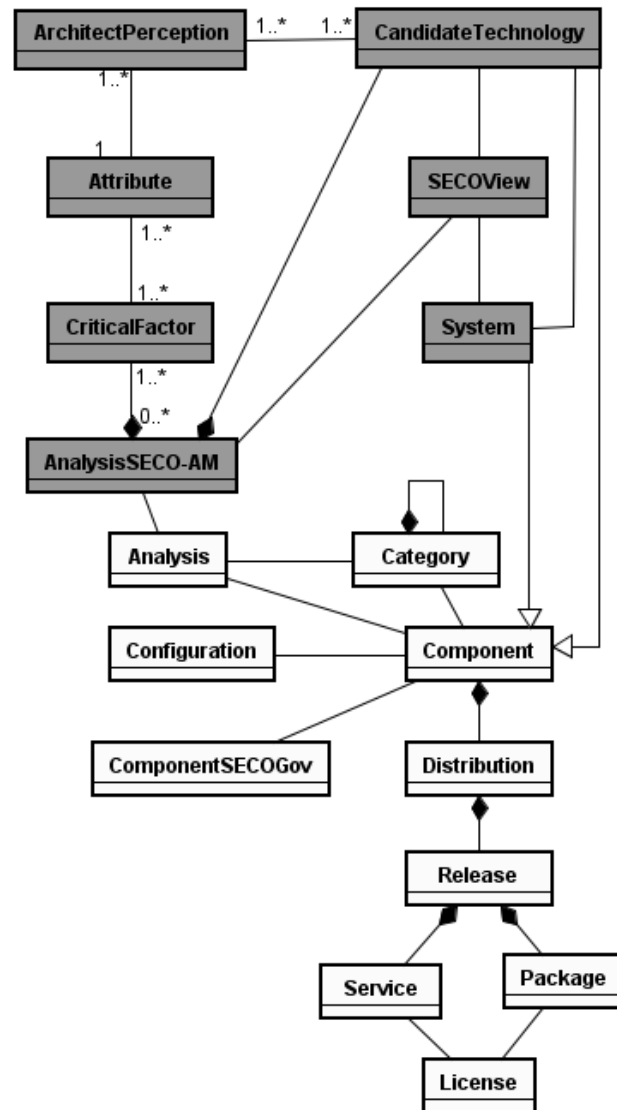 ArchitectPerception
1..*
1..*
CandidateTechnology
1..*
1
Attribute
SECOView
1..*
1..*
CriticalFactor
System
1..*
0..*
AnalysisSECO-AM
Analysis
Category
Configuration
Component
ComponentSECOGov
Distribution
Release
Service
Package
License